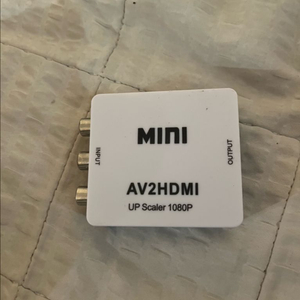 MINI
INPUT
OUTPUT
AV2HDMI
UP Scaler 1080P